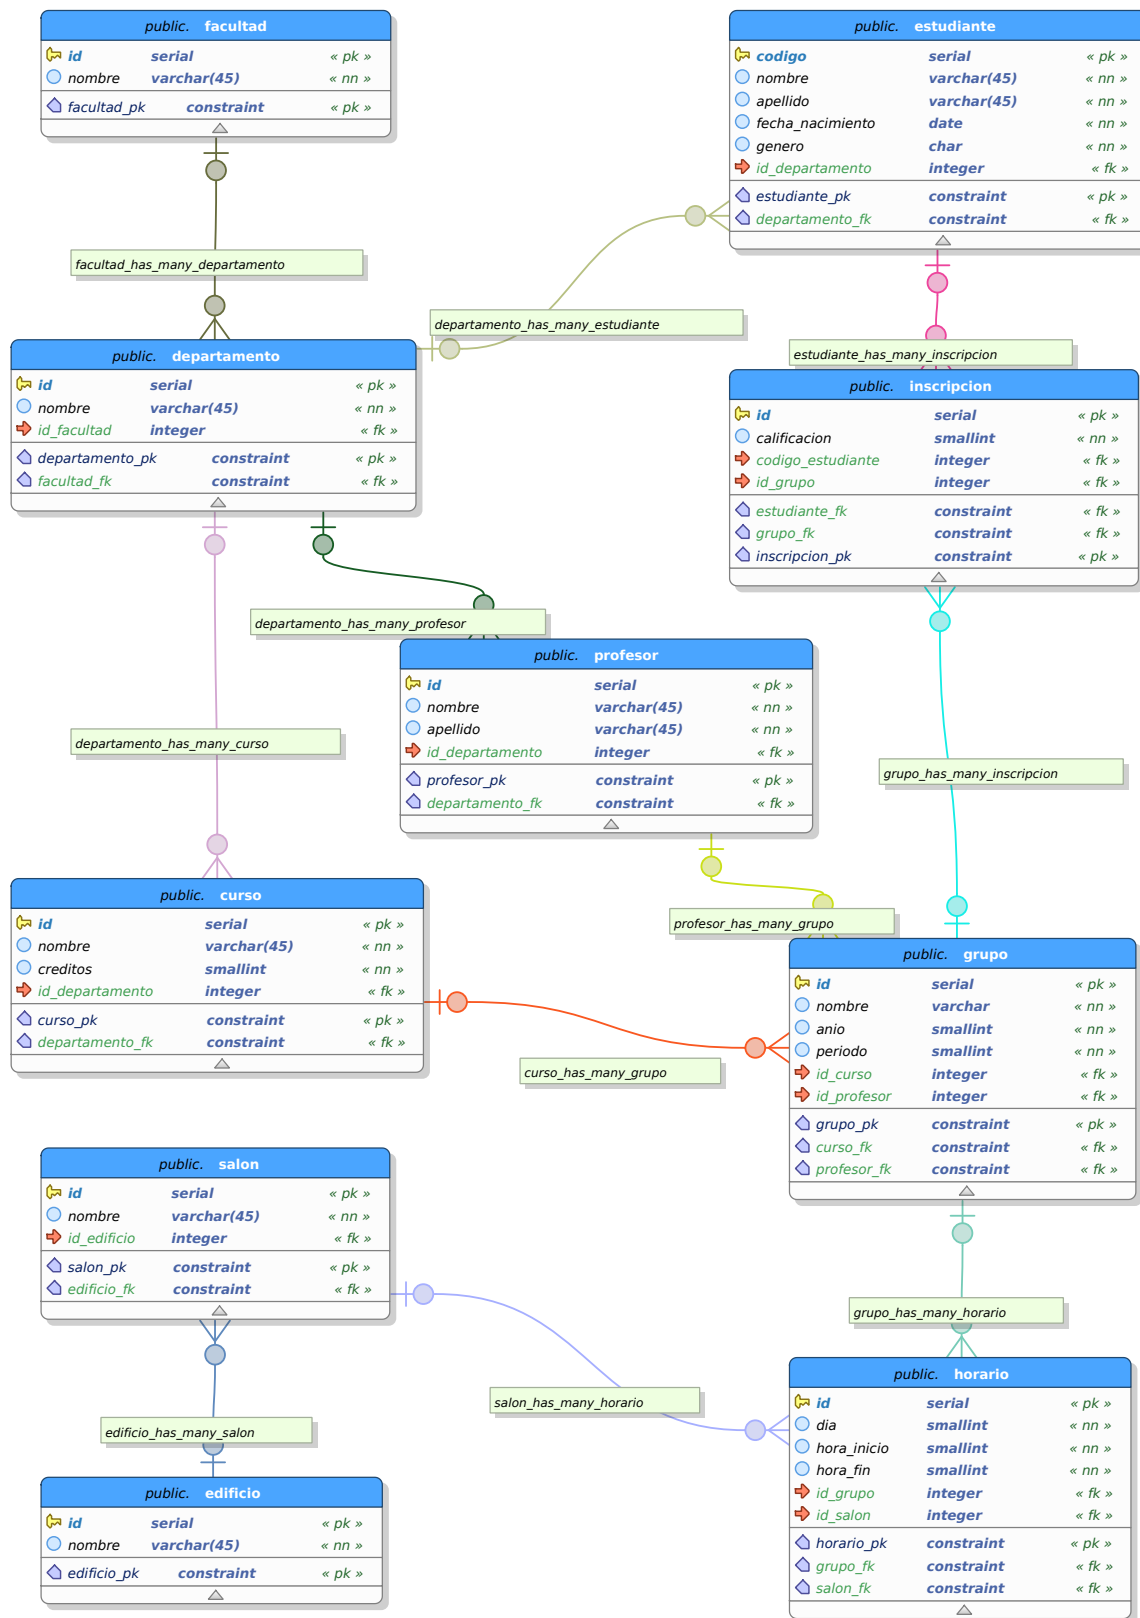 public. facultad
id serial « pk »
nombre varchar(45) « nn »
facultad_pk constraint « pk »
facultad_has_many_departamento
public. estudiante
codigo serial « pk »
nombre varchar(45) « nn »
apellido varchar(45) « nn »
fecha_nacimiento date « nn »
genero char « nn »
id_departamento integer « fk »
estudiante_pk constraint « pk »
departamento_fk constraint « fk »
departamento_has_many_estudiante
estudiante_has_many_inscripcion
public. departamento
id serial « pk »
nombre varchar(45) « nn »
id_facultad integer « fk »
departamento_pk constraint « pk »
facultad_fk constraint « fk »
public. inscripcion
id serial « pk »
calificacion smallint « nn »
codigo_estudiante integer « fk »
id_grupo integer « fk »
estudiante_fk constraint « fk »
grupo_fk constraint « fk »
inscripcion_pk constraint « pk »
departamento_has_many_profesor
public. profesor
id serial « pk »
nombre varchar(45) « nn »
apellido varchar(45) « nn »
id_departamento integer « fk »
profesor_pk constraint « pk »
departamento_fk constraint « fk »
departamento_has_many_curso
grupo_has_many_inscripcion
public. curso
id serial « pk »
nombre varchar(45) « nn »
creditos smallint « nn »
id_departamento integer « fk »
curso_pk constraint « pk »
departamento_fk constraint « fk »
profesor_has_many_grupo
public. grupo
id serial « pk »
nombre varchar « nn »
anio smallint « nn »
periodo smallint « nn »
id_curso integer « fk »
id_profesor integer « fk »
grupo_pk constraint « pk »
curso_fk constraint « fk »
profesor_fk constraint « fk »
curso_has_many_grupo
public. salon
id serial « pk »
nombre varchar(45) « nn »
id_edificio integer « fk »
salon_pk constraint « pk »
edificio_fk constraint « fk »
grupo_has_many_horario
salon_has_many_horario
edificio_has_many_salon
public. horario
id serial « pk »
dia smallint « nn »
hora_inicio smallint « nn »
hora_fin smallint « nn »
id_grupo integer « fk »
id_salon integer « fk »
horario_pk constraint « pk »
grupo_fk constraint « fk »
salon_fk constraint « fk »
public. edificio
id serial « pk »
nombre varchar(45) « nn »
edificio_pk constraint « pk »